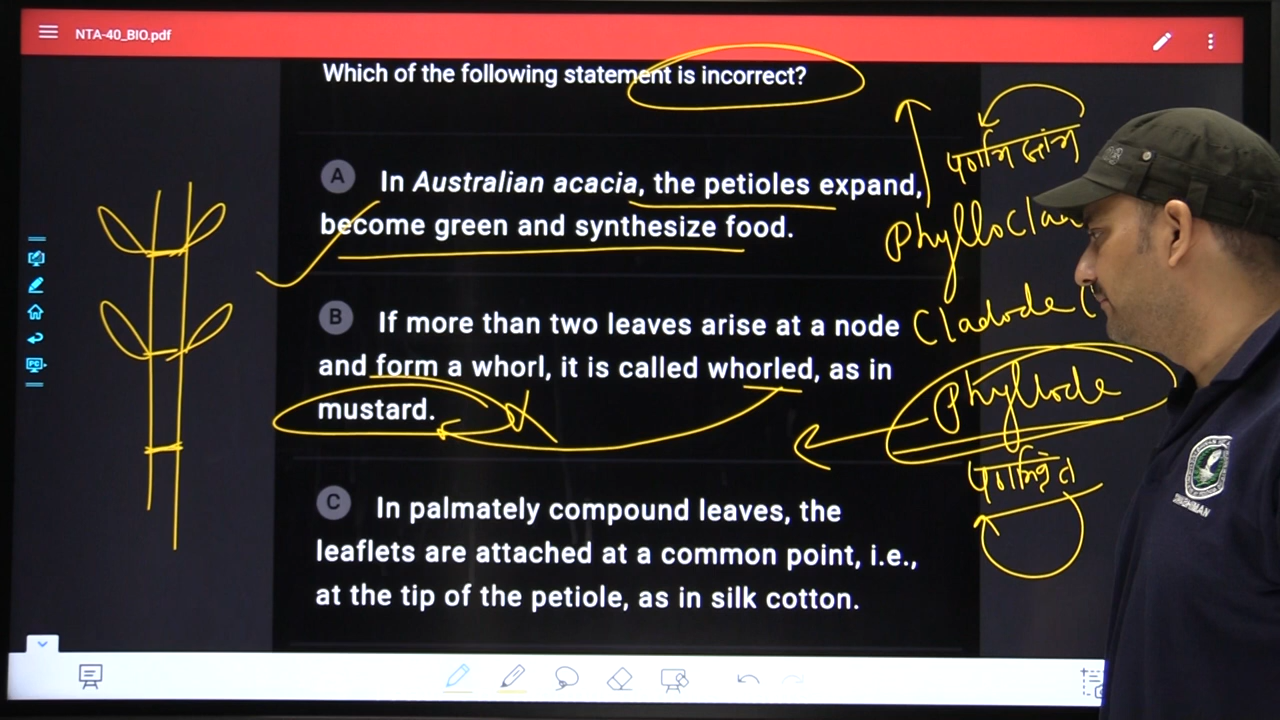 NTA-40_BIO.pdf
Which of the following statement is incorrect?
A In Australian acacia, the petioles expand,
become green and synthesize food.
B If more than two leaves arise at a node
and form a whorl, it is called whorled, as in
mustard.
C In palmately compound leaves, the
leaflets are attached at a common point, i.e.,
at the tip of the petiole, as in silk cotton.
Cladode (
Phyllode